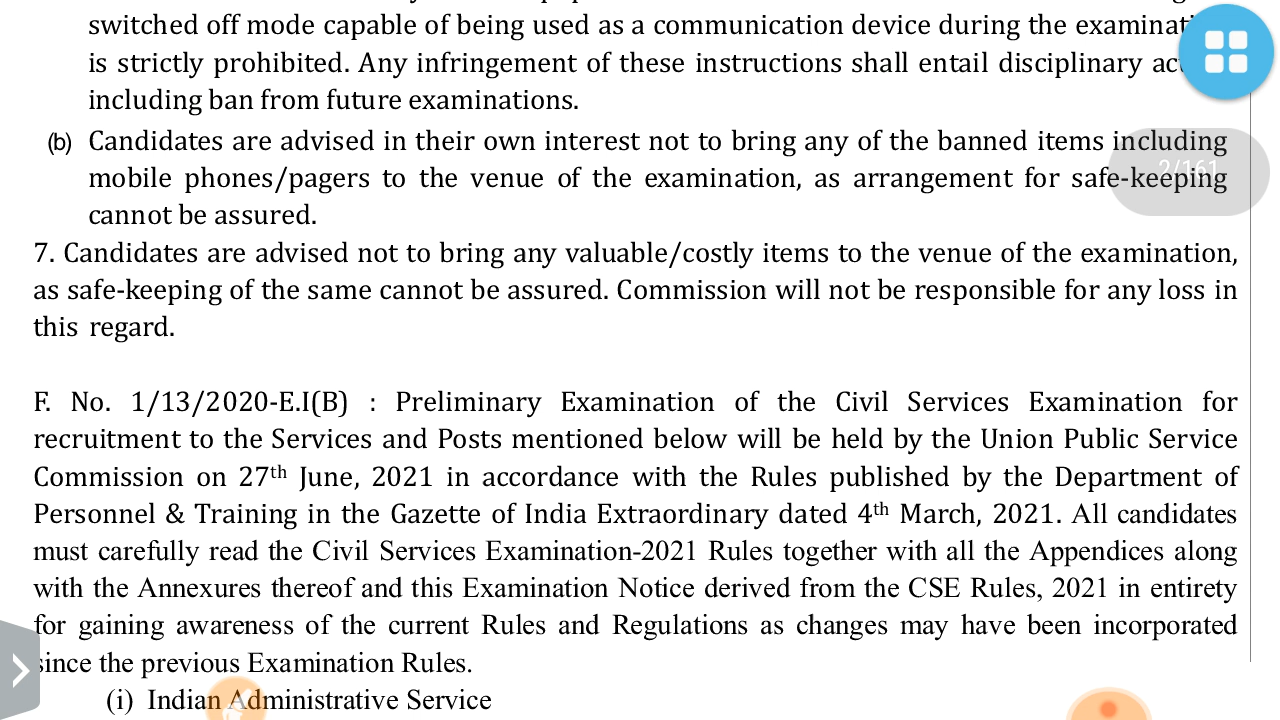 switched off mode capable of being used as a communication device during the
is strictly prohibited. Any infringement of these instructions shall entail disciplinary
including ban from future examinations.
(b) Candidates are advised in their own interest not to bring any of the banned items including
2/161
mobile phones/pagers to the venue of the examination, as arrangement for safe-keeping
cannot be assured.
7. Candidates are advised not to bring any valuable/costly items to the venue of the examination,
as safe-keeping of the same cannot be assured. Commission will not be responsible for any loss in
this regard.
F. No. 1/13/2020-E.I(B) : Preliminary Examination of the Civil Services Examination for
recruitment to the Services and Posts mentioned below will be held by the Union Public Service
Commission on 27th June, 2021 in accordance with the Rules published by the Department of
Personnel & Training in the Gazette of India Extraordinary dated 4th March, 2021. All candidates
must carefully read the Civil Services Examination-2021 Rules together with all the Appendices along
with the Annexures thereof and this Examination Notice derived from the CSE Rules, 2021 in entirety
for gaining awareness of the current Rules and Regulations as changes may have been incorporated
since the previous Examination Rules.
(i) Indian Administrative Service